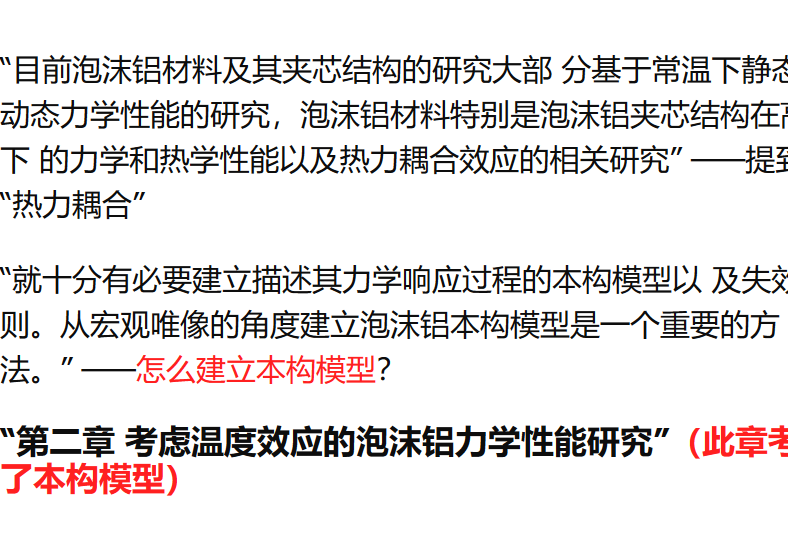 “目前泡沫铝材料及其夹芯结构的研究大部 分基于常温下静态
动态力学性能的研究，泡沫铝材料特别是泡沫铝夹芯结构在高
下 的力学和热学性能以及热力耦合效应的相关研究” ——提到
“热力耦合”
“就十分有必要建立描述其力学响应过程的本构模型以 及失效
则。从宏观唯像的角度建立泡沫铝本构模型是一个重要的方
法。” ——怎么建立本构模型？
“第二章 考虑温度效应的泡沫铝力学性能研究”（此章考
了本构模型）